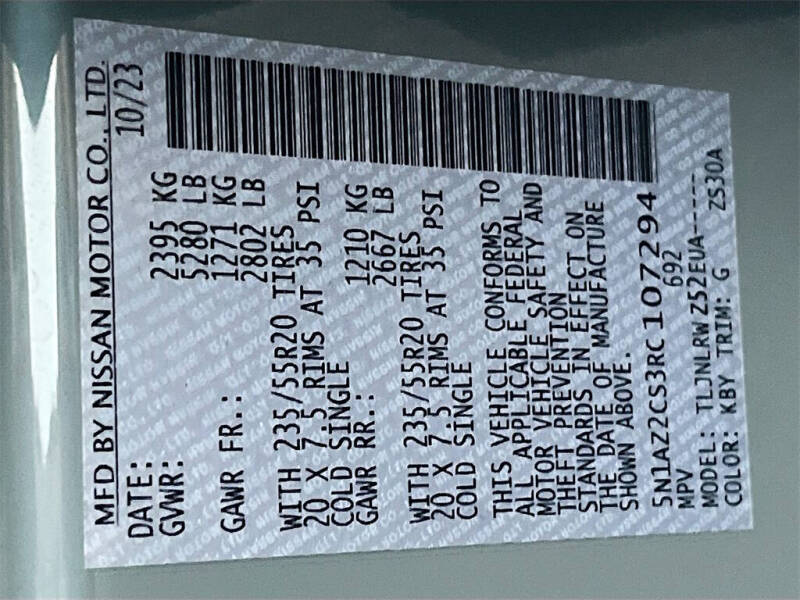 MFD BY NISSAN MOTOR CO., LTD.
DATE: 10/23
GVWR: 2395 KG
5280 LB
GAWR FR.: 1271 KG
2802 LB
WITH 235/55R20 TIRES
20 X 7.5 RIMS AT 35 PSI
COLD SINGLE
GAWR RR.: 1210 KG
2667 LB
WITH 235/55R20 TIRES
20 X 7.5 RIMS AT 35 PSI
COLD SINGLE
THIS VEHICLE CONFORMS TO
ALL APPLICABLE FEDERAL
MOTOR VEHICLE SAFETY AND
THEFT PREVENTION
STANDARDS IN EFFECT ON
THE DATE OF MANUFACTURE
SHOWN ABOVE.
5N1AZ2CS3RC107294
MPV 692
MODEL: TLJNLRWZ52EUA-----
COLOR: KBY TRIM: G ZS30A